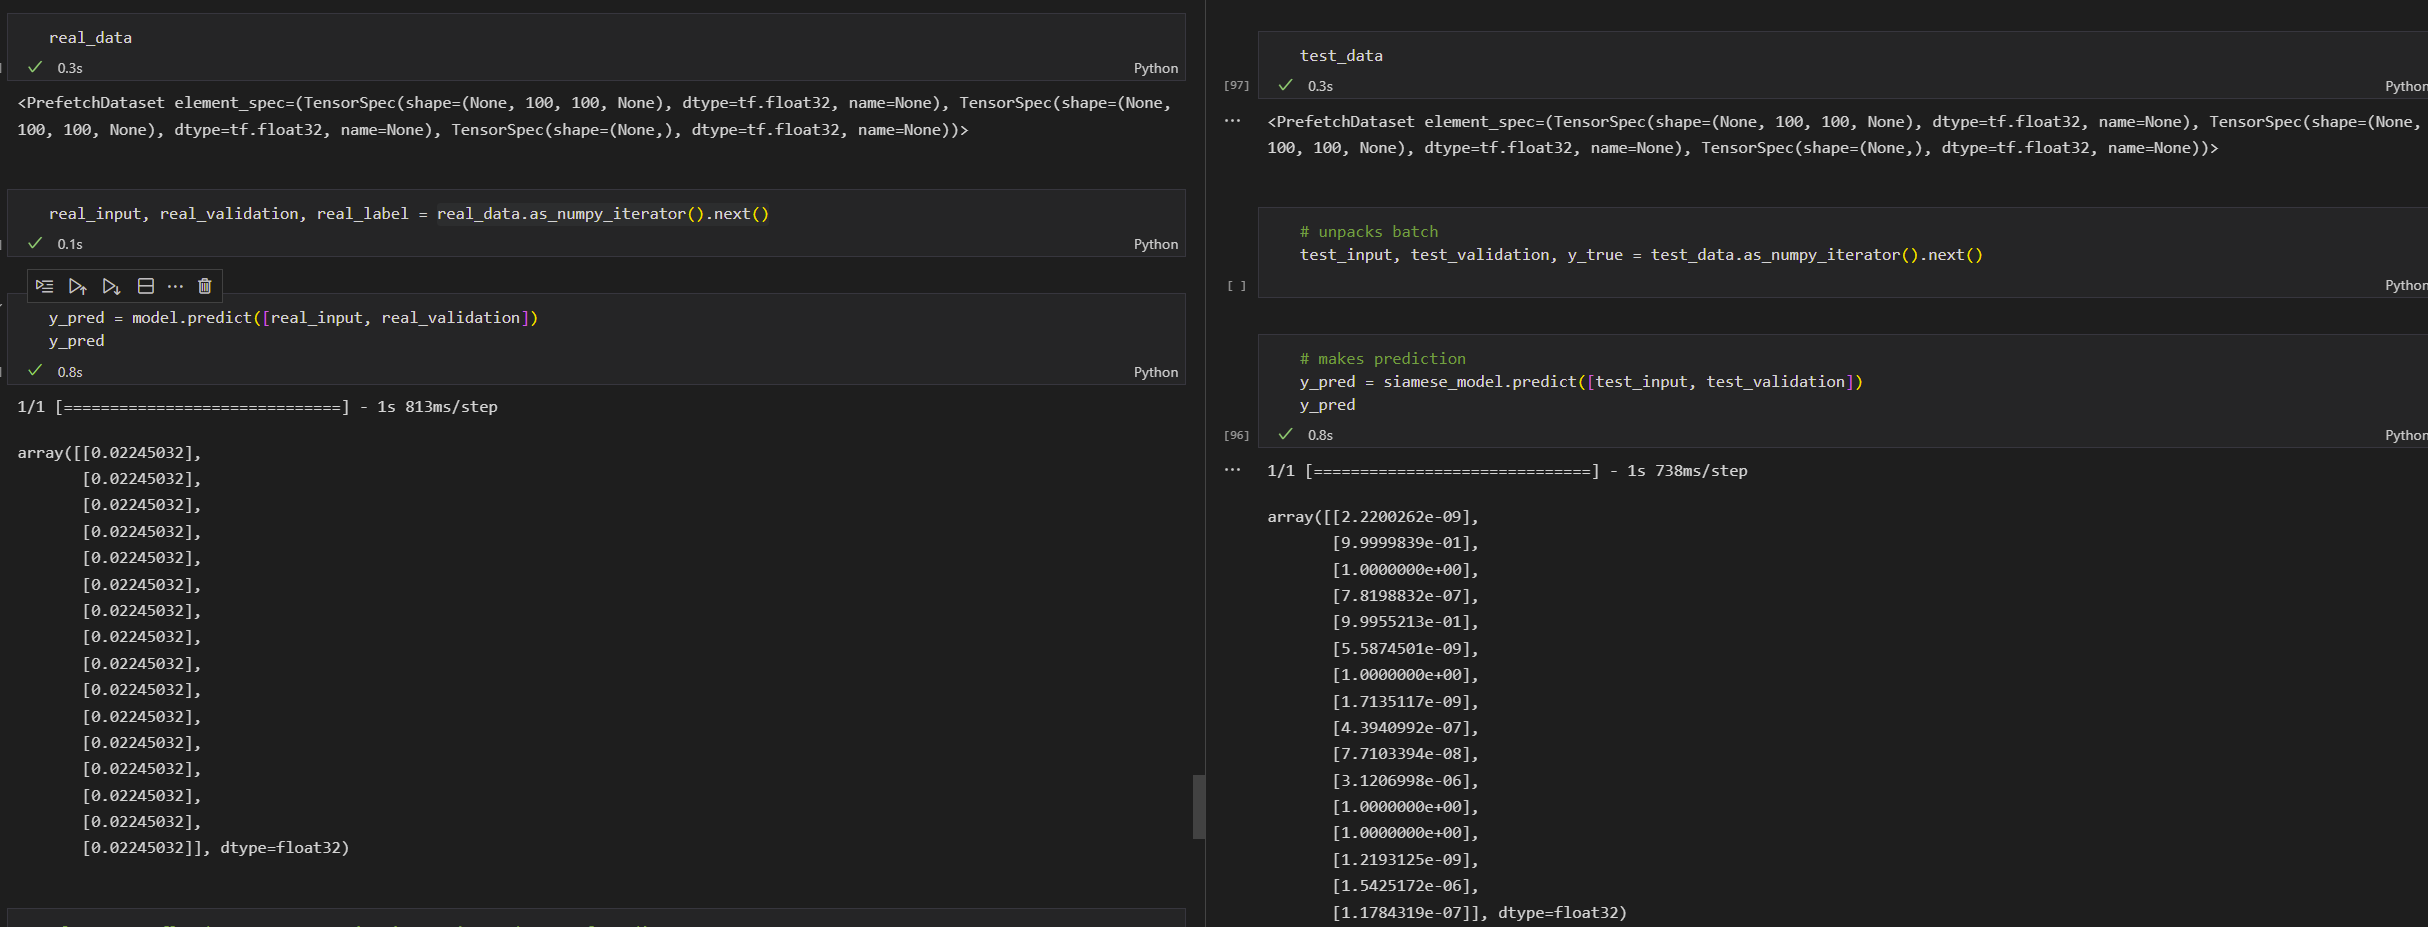 real_data
0.3s
Python
<PrefetchDataset element_spec=(TensorSpec(shape=(None, 100, 100, None), dtype=tf.float32, name=None), TensorSpec(shape=(None,
100, 100, None), dtype=tf.float32, name=None), TensorSpec(shape=(None,), dtype=tf.float32, name=None))>
real_input, real_validation, real_label = real_data.as_numpy_iterator().next()
0.1s
Python
y_pred = model.predict([real_input, real_validation])
y_pred
0.8s
Python
1/1 [==============================] - 1s 813ms/step
array([[0.02245032],
[0.02245032],
[0.02245032],
[0.02245032],
[0.02245032],
[0.02245032],
[0.02245032],
[0.02245032],
[0.02245032],
[0.02245032],
[0.02245032],
[0.02245032],
[0.02245032],
[0.02245032],
[0.02245032],
[0.02245032]], dtype=float32)
test_data
[97]
0.3s
Python
<PrefetchDataset element_spec=(TensorSpec(shape=(None, 100, 100, None), dtype=tf.float32, name=None), TensorSpec(shape=(None,
100, 100, None), dtype=tf.float32, name=None), TensorSpec(shape=(None,), dtype=tf.float32, name=None))>
# unpacks batch
test_input, test_validation, y_true = test_data.as_numpy_iterator().next()
[ ]
Python
# makes prediction
y_pred = siamese_model.predict([test_input, test_validation])
y_pred
[96]
0.8s
Python
1/1 [==============================] - 1s 738ms/step
array([[2.2200262e-09],
[9.9999839e-01],
[1.0000000e+00],
[7.8198832e-07],
[9.9955213e-01],
[5.5874501e-09],
[1.0000000e+00],
[1.7135117e-09],
[4.3940992e-07],
[7.7103394e-08],
[3.1206998e-06],
[1.0000000e+00],
[1.0000000e+00],
[1.2193125e-09],
[1.5425172e-06],
[1.1784319e-07]], dtype=float32)